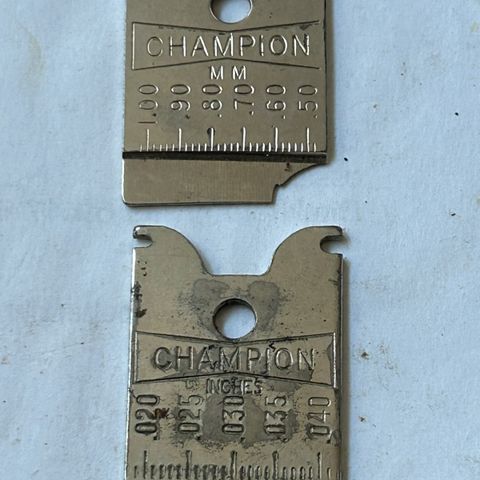 CHAMPION
MM
1.00 .90 .80 .70 .60 .50
CHAMPION
INCHES
.020 .025 .030 .035 .040